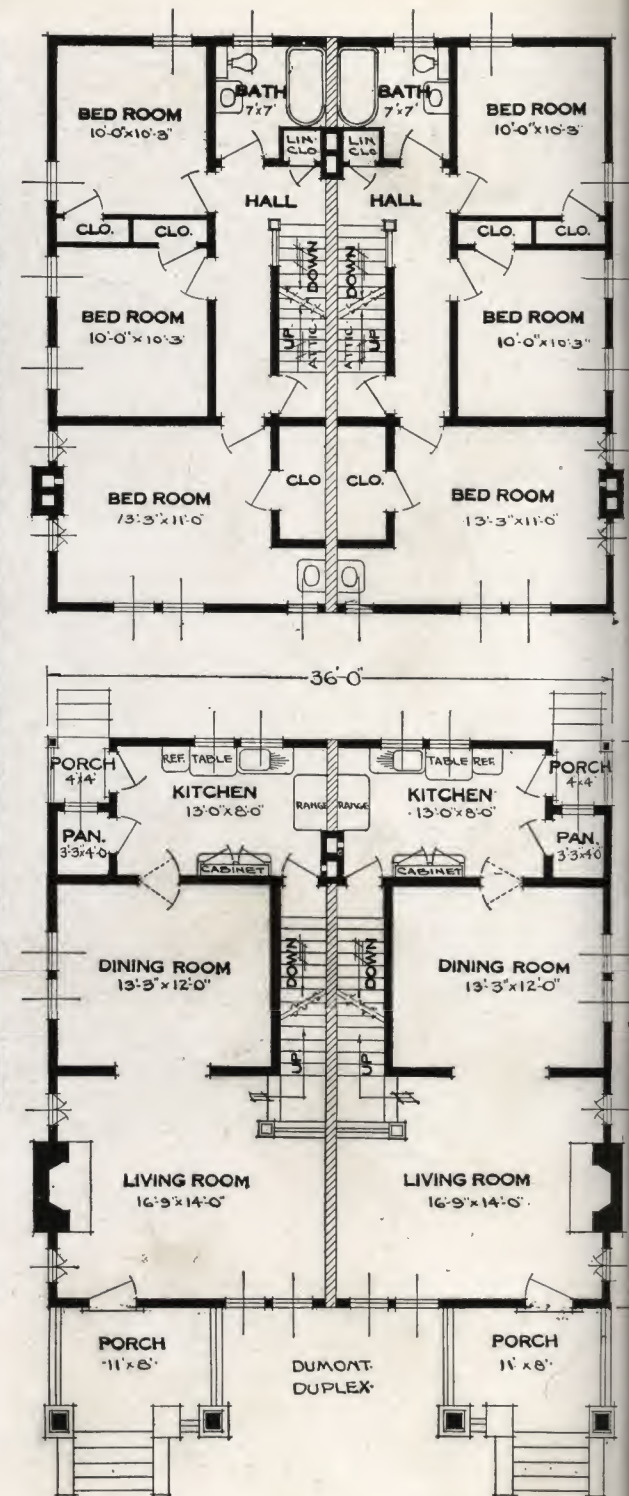 BATH
7'x7'
BATH
7'x7'
BED ROOM
10'-0"x10'-3"
BED ROOM
10'-0"x10'-3"
LIN.
CLO.
LIN.
CLO.
HALL
HALL
CLO.
CLO.
CLO.
CLO.
DOWN
DOWN
BED ROOM
10'-0"x10'-3"
UP
ATTIC
ATTIC
UP
BED ROOM
10'-0"x10'-3"
CLO.
CLO.
BED ROOM
13'-3"x11'-0"
BED ROOM
13'-3"x11'-0"
36'-0"
PORCH
4'x4'
REF.
TABLE
TABLE
REF.
PORCH
4'x4'
KITCHEN
13'-0"x8'-0"
RANGE
RANGE
KITCHEN
13'-0"x8'-0"
PAN.
3'-3"x4'-0"
PAN.
3'-3"x4'-0"
CABINET
CABINET
DINING ROOM
13'-3"x12'-0"
DOWN
DOWN
DINING ROOM
13'-3"x12'-0"
UP
UP
LIVING ROOM
16'-9"x14'-0"
LIVING ROOM
16'-9"x14'-0"
PORCH
11'x8'
DUMONT
DUPLEX
PORCH
11'x8'